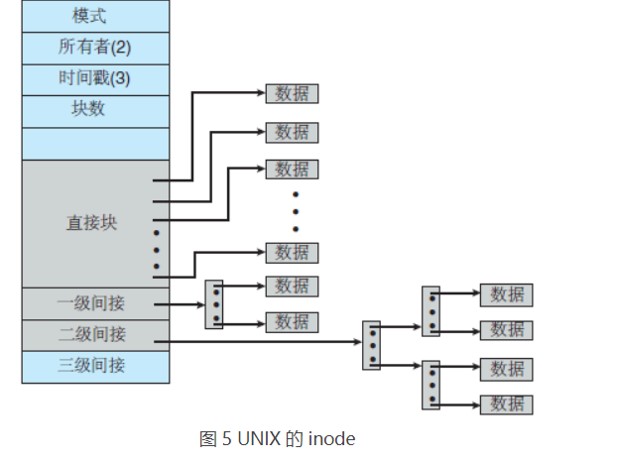 模式
所有者(2)
时间戳(3)
块数
直接块
一级间接
二级间接
三级间接
数据
数据
数据
数据
数据
数据
数据
数据
数据
数据
图 5 UNIX 的 inode